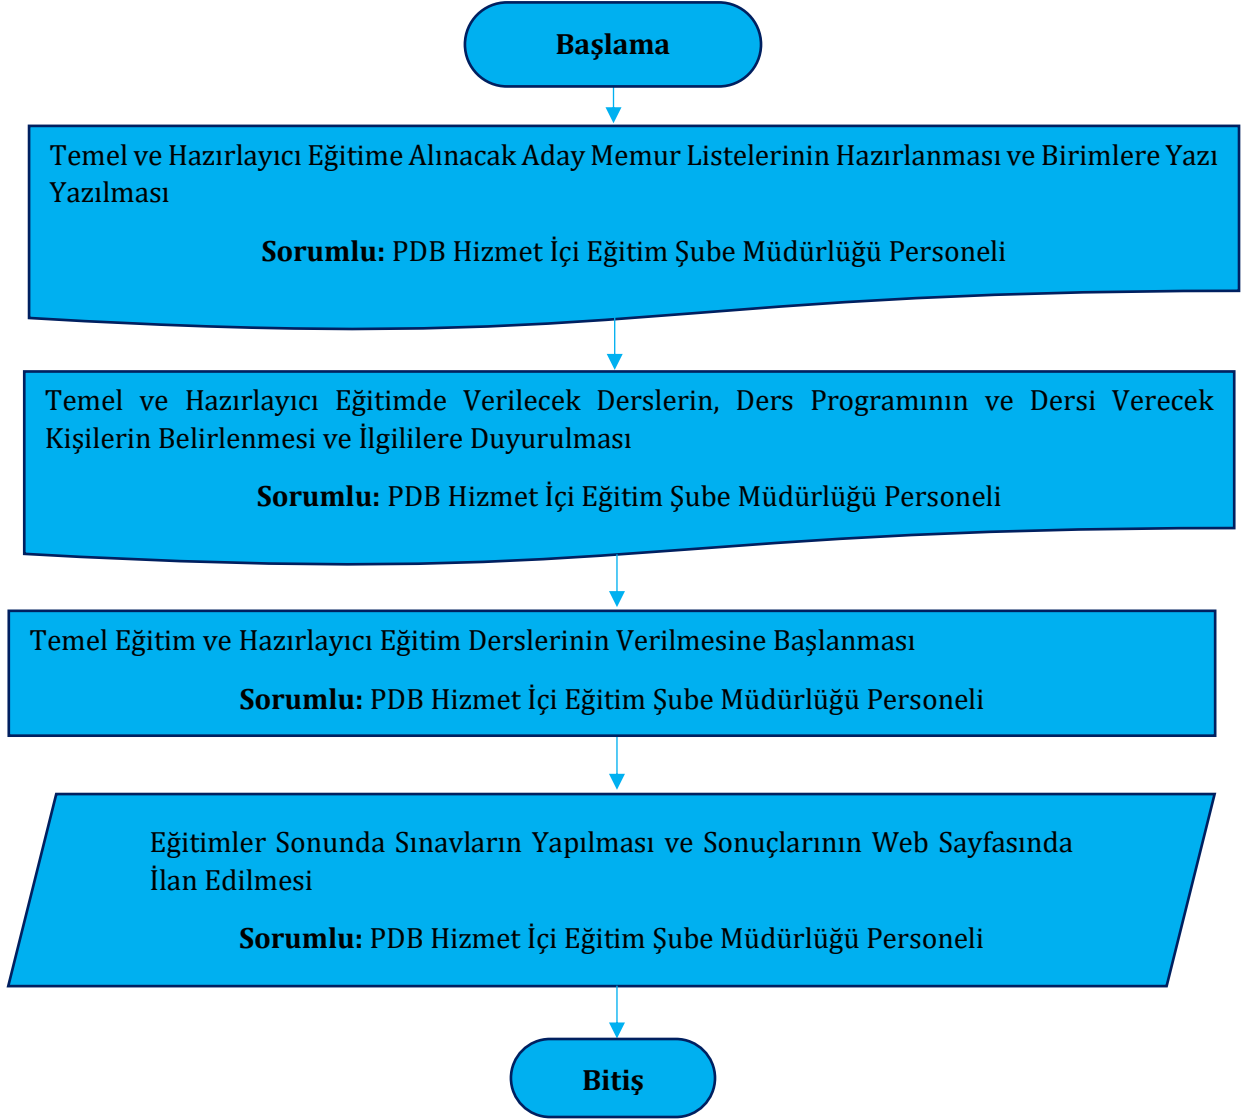 Başlama
Temel ve Hazırlayıcı Eğitime Alınacak Aday Memur Listelerinin Hazırlanması ve Birimlere Yazı
Yazılması
Sorumlu: PDB Hizmet İçi Eğitim Şube Müdürlüğü Personeli
Temel ve Hazırlayıcı Eğitimde Verilecek Derslerin, Ders Programının ve Dersi Verecek
Kişilerin Belirlenmesi ve İlgililere Duyurulması
Sorumlu: PDB Hizmet İçi Eğitim Şube Müdürlüğü Personeli
Temel Eğitim ve Hazırlayıcı Eğitim Derslerinin Verilmesine Başlanması
Sorumlu: PDB Hizmet İçi Eğitim Şube Müdürlüğü Personeli
Eğitimler Sonunda Sınavların Yapılması ve Sonuçlarının Web Sayfasında
İlan Edilmesi
Sorumlu: PDB Hizmet İçi Eğitim Şube Müdürlüğü Personeli
Bitiş